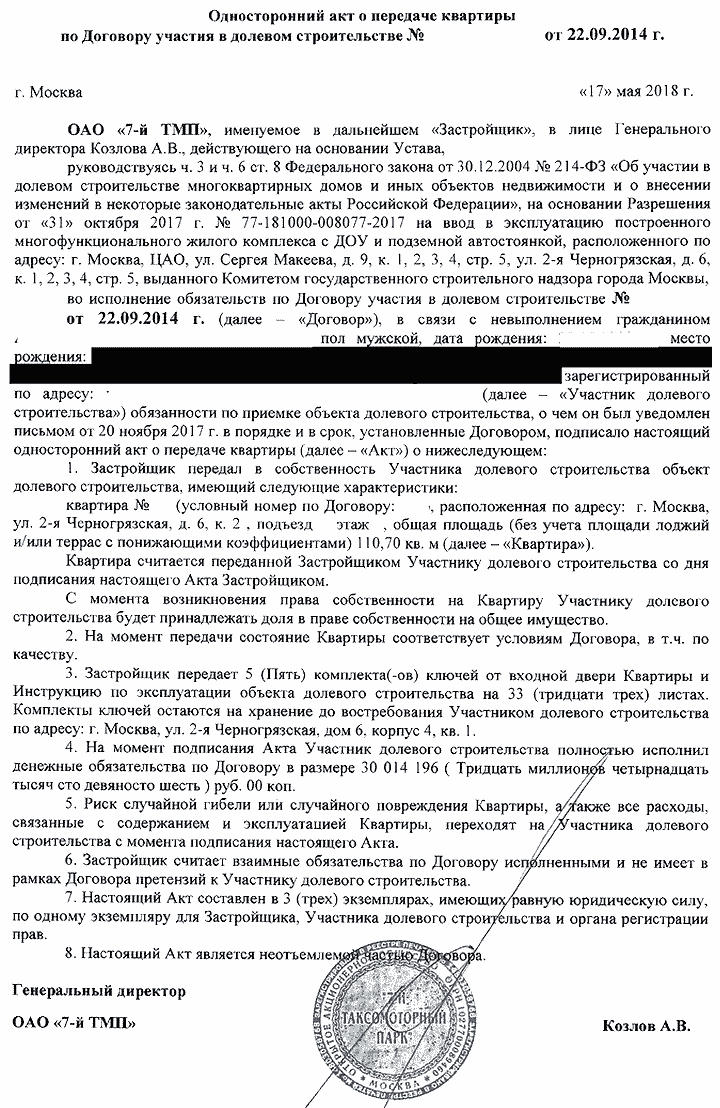 Односторонний акт о передаче квартиры
по Договору участия в долевом строительстве № от 22.09.2014 г.
г. Москва «17» мая 2018 г.
ОАО «7-й ТМП», именуемое в дальнейшем «Застройщик», в лице Генерального
директора Козлова А.В., действующего на основании Устава,
руководствуясь ч. 3 и ч. 6 ст. 8 Федерального закона от 30.12.2004 № 214-ФЗ «Об участии в
долевом строительстве многоквартирных домов и иных объектов недвижимости и о внесении
изменений в некоторые законодательные акты Российской Федерации», на основании Разрешения
от «31» октября 2017 г. № 77-181000-008077-2017 на ввод в эксплуатацию построенного
многофункционального жилого комплекса с ДОУ и подземной автостоянкой, расположенного по
адресу: г. Москва, ЦАО, ул. Сергея Макеева, д. 9, к. 1, 2, 3, 4, стр. 5, ул. 2-я Черногрязская, д. 6,
к. 1, 2, 3, 4, стр. 5, выданного Комитетом государственного строительного надзора города Москвы,
во исполнение обязательств по Договору участия в долевом строительстве №
от 22.09.2014 г. (далее – «Договор»), в связи с невыполнением гражданином
пол мужской, дата рождения: место
рождения:
зарегистрированный
по адресу: (далее – «Участник долевого
строительства») обязанности по приемке объекта долевого строительства, о чем он был уведомлен
письмом от 20 ноября 2017 г. в порядке и в срок, установленные Договором, подписало настоящий
односторонний акт о передаче квартиры (далее – «Акт») о нижеследующем:
1. Застройщик передал в собственность Участника долевого строительства объект
долевого строительства, имеющий следующие характеристики:
квартира № (условный номер по Договору: , расположенная по адресу: г. Москва,
ул. 2-я Черногрязская, д. 6, к. 2 , подъезд этаж , общая площадь (без учета площади лоджий
и/или террас с понижающими коэффициентами) 110,70 кв. м (далее – «Квартира»).
Квартира считается переданной Застройщиком Участнику долевого строительства со дня
подписания настоящего Акта Застройщиком.
С момента возникновения права собственности на Квартиру Участнику долевого
строительства будет принадлежать доля в праве собственности на общее имущество.
2. На момент передачи состояние Квартиры соответствует условиям Договора, в т.ч. по
качеству.
3. Застройщик передает 5 (Пять) комплекта(-ов) ключей от входной двери Квартиры и
Инструкцию по эксплуатации объекта долевого строительства на 33 (тридцати трех) листах.
Комплекты ключей остаются на хранение до востребования Участником долевого строительства
по адресу: г. Москва, ул. 2-я Черногрязская, дом 6, корпус 4, кв. 1.
4. На момент подписания Акта Участник долевого строительства полностью исполнил
денежные обязательства по Договору в размере 30 014 196 ( Тридцать миллионов четырнадцать
тысяч сто девяносто шесть ) руб. 00 коп.
5. Риск случайной гибели или случайного повреждения Квартиры, а также все расходы,
связанные с содержанием и эксплуатацией Квартиры, переходят на Участника долевого
строительства с момента подписания настоящего Акта.
6. Застройщик считает взаимные обязательства по Договору исполненными и не имеет в
рамках Договора претензий к Участнику долевого строительства.
7. Настоящий Акт составлен в 3 (трех) экземплярах, имеющих равную юридическую силу,
по одному экземпляру для Застройщика, Участника долевого строительства и органа регистрации
прав.
8. Настоящий Акт является неотъемлемой частью Договора.
Генеральный директор
ОАО «7-й ТМП» Козлов А.В.
ОТКРЫТОЕ АКЦИОНЕРНОЕ
7-Й
ТАКСОМОТОРНЫЙ
ПАРК
МОСКВА